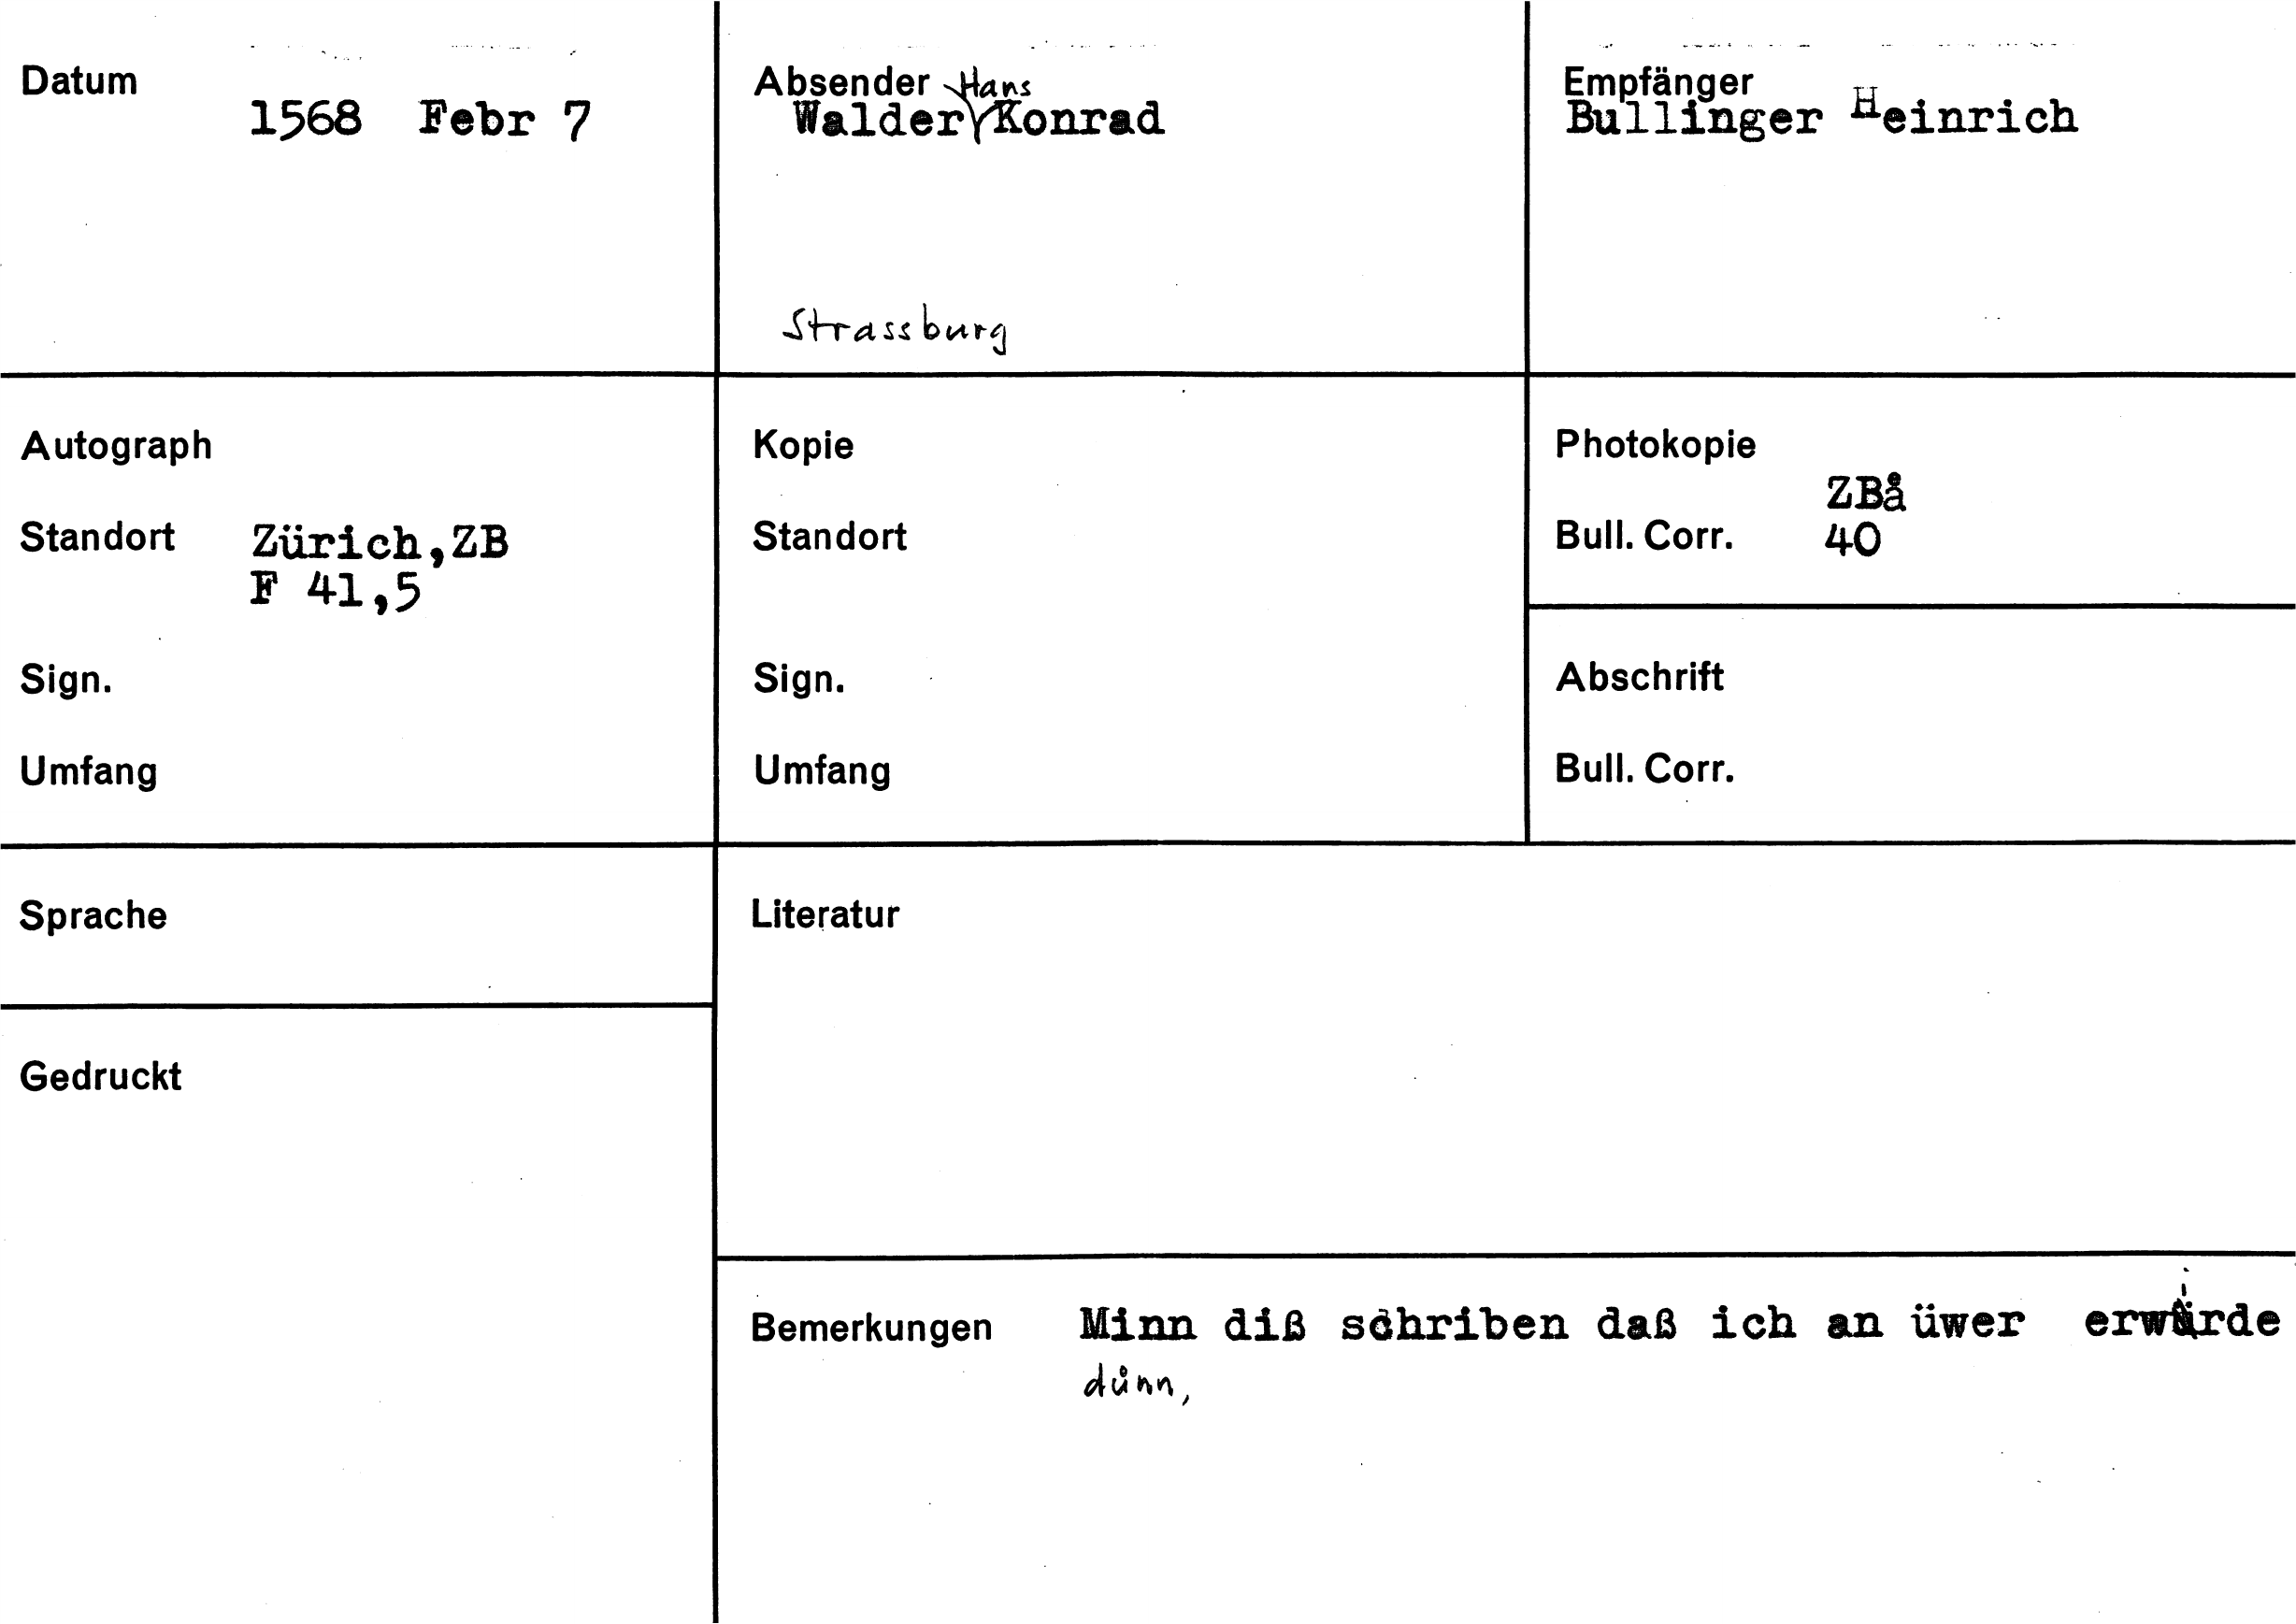 Datum
1568 Febr 7
Absender Hans
Walder Konrad
Strassburg
Empfänger
Bullinger Heinrich
Autograph
Standort Zürich,ZB
F 41,5
Sign.
Umfang
Kopie
Standort
Sign.
Umfang
Photokopie
ZBå
Bull. Corr. 40
Abschrift
Bull. Corr.
Sprache
Gedruckt
Literatur
Bemerkungen Minn diß schriben daß ich an üwer
dünn,